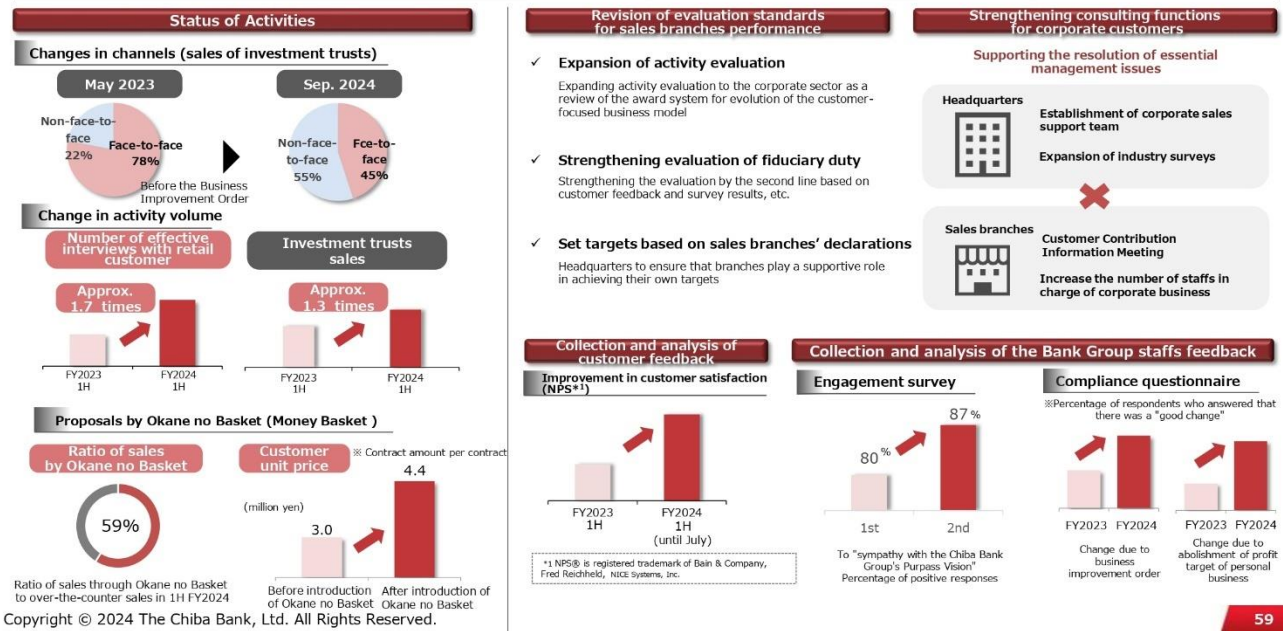 Status of Activities
Changes in channels (sales of investment trusts)
May 2023
Sep. 2024
Non-face-to-
face
22%
Face-to-face
78%
Before the Business
Improvement Order
Non-face-
to-face
55%
Fce-to-
face
45%
Change in activity volume
Number of effective
interviews with retail
customer
Investment trusts
sales
Approx.
1.7 times
Approx.
1.3 times
FY2023
1H
FY2024
1H
FY2023
1H
FY2024
1H
Proposals by Okane no Basket (Money Basket )
Ratio of sales
by Okane no Basket
Customer
unit price
※ Contract amount per contract
59%
(million yen)
3.0
4.4
Ratio of sales through Okane no Basket
to over-the-counter sales in 1H FY2024
Before introduction
of Okane no Basket
After introduction of
Okane no Basket
Revision of evaluation standards
for sales branches performance
✓ Expansion of activity evaluation
Expanding activity evaluation to the corporate sector as a
review of the award system for evolution of the customer-
focused business model
✓ Strengthening evaluation of fiduciary duty
Strengthening the evaluation by the second line based on
customer feedback and survey results, etc.
✓ Set targets based on sales branches' declarations
Headquarters to ensure that branches play a supportive role
in achieving their own targets
Strengthening consulting functions
for corporate customers
Supporting the resolution of essential
management issues
Headquarters
Establishment of corporate sales
support team
Expansion of industry surveys
Sales branches
Customer Contribution
Information Meeting
Increase the number of staffs in
charge of corporate business
Collection and analysis of
customer feedback
Improvement in customer satisfaction
(NPS*1)
FY2023
1H
FY2024
1H
(until July)
*1 NPS® is registered trademark of Bain & Company,
Fred Reichheld, NICE Systems, Inc.
Collection and analysis of the Bank Group staffs feedback
Engagement survey
80 %
87 %
1st
2nd
To "sympathy with the Chiba Bank
Group's Purpass Vision"
Percentage of positive responses
Compliance questionnaire
※Percentage of respondents who answered that
there was a "good change"
FY2023 FY2024
Change due to
business
improvement order
FY2023 FY2024
Change due to
abolishment of profit
target of personal
business
Copyright © 2024 The Chiba Bank, Ltd. All Rights Reserved.
59